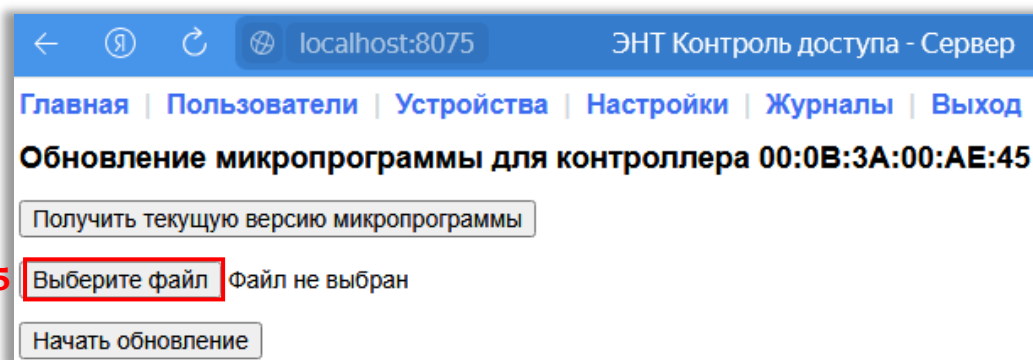 Я localhost:8075 ЭНТ Контроль доступа - Сервер
Главная | Пользователи | Устройства | Настройки | Журналы | Выход
Обновление микропрограммы для контроллера 00:0B:3A:00:AE:45
Получить текущую версию микропрограммы
5 Выберите файл Файл не выбран
Начать обновление